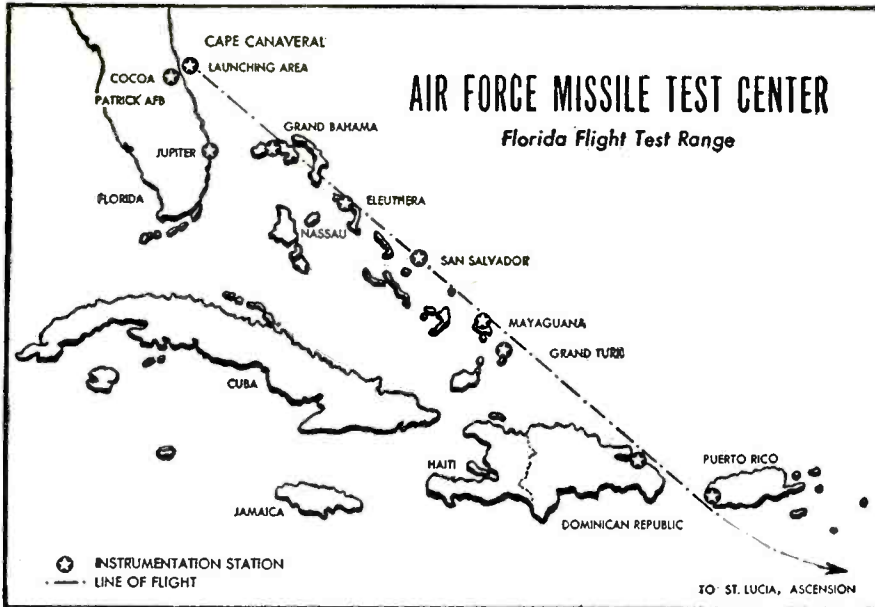 CAPE CANAVERAL
LAUNCHING AREA
COCOA
PATRICK AFB
AIR FORCE MISSILE TEST CENTER
Florida Flight Test Range
GRAND BAHAMA
JUPITER
FLORIDA
ELEUTHERA
NASSAU
SAN SALVADOR
MAYAGUANA
GRAND TURK
CUBA
HAITI
PUERTO RICO
JAMAICA
DOMINICAN REPUBLIC
INSTRUMENTATION STATION
LINE OF FLIGHT
TO ST. LUCIA, ASCENSION